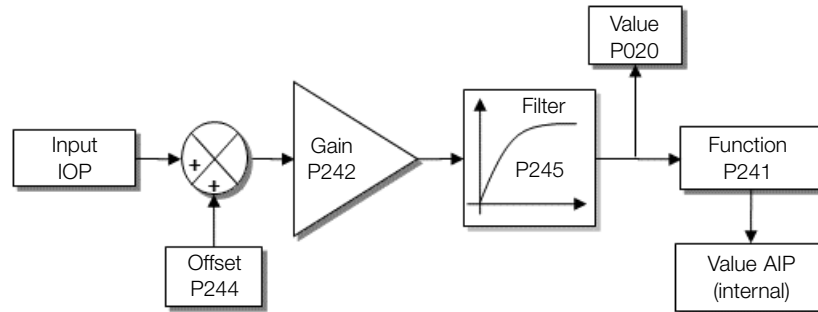 Value
P020
Input
IOP
+
+
Gain
P242
Filter
P245
Function
P241
Offset
P244
Value AIP
(internal)